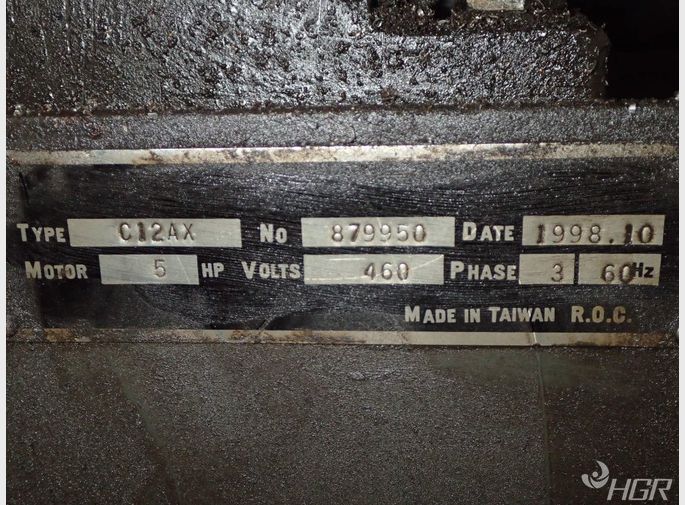 TYPE C12AX NO 879950 DATE 1998.10
MOTOR 5 HP VOLTS 460 PHASE 3 60Hz
MADE IN TAIWAN R.O.C.
HGR